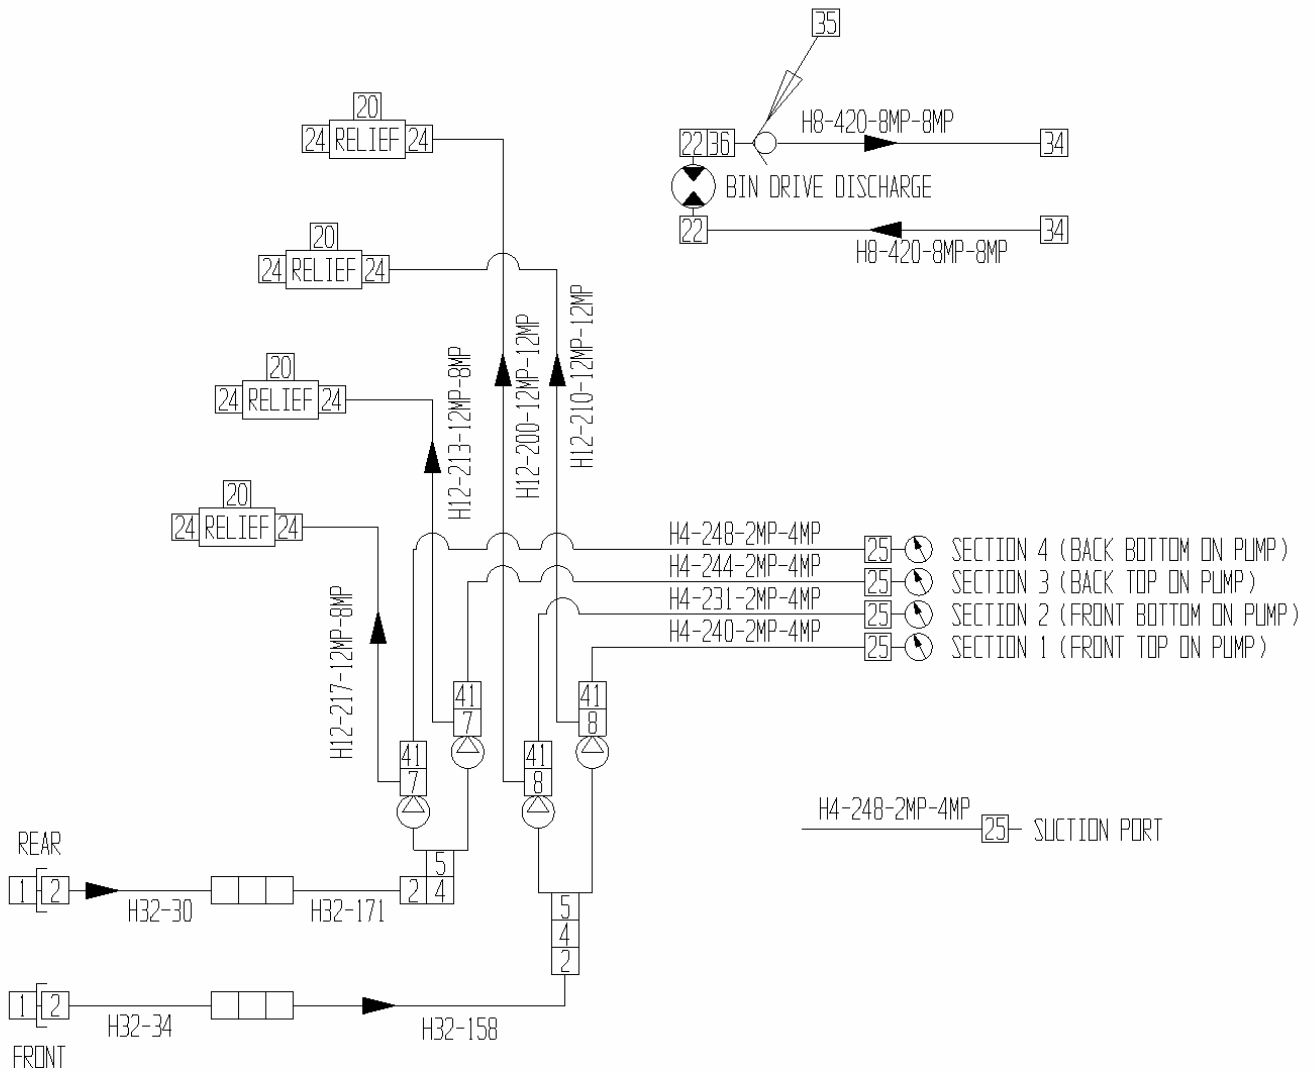 35
20
24 RELIEF 24
H8-420-8MP-8MP
22 36
34
BIN DRIVE DISCHARGE
22
34
H8-420-8MP-8MP
20
24 RELIEF 24
20
24 RELIEF 24
H12-213-12MP-8MP
H12-200-12MP-12MP
H12-210-12MP-12MP
20
24 RELIEF 24
H12-217-12MP-8MP
H4-248-2MP-4MP
25 SECTION 4 (BACK BOTTOM ON PUMP)
H4-244-2MP-4MP
25 SECTION 3 (BACK TOP ON PUMP)
H4-231-2MP-4MP
25 SECTION 2 (FRONT BOTTOM ON PUMP)
H4-240-2MP-4MP
25 SECTION 1 (FRONT TOP ON PUMP)
41
7
41
8
41
7
41
8
H4-248-2MP-4MP
25 SUCTION PORT
REAR
1 2
H32-30
H32-171
5
2 4
5
4
2
1 2
H32-34
H32-158
FRONT